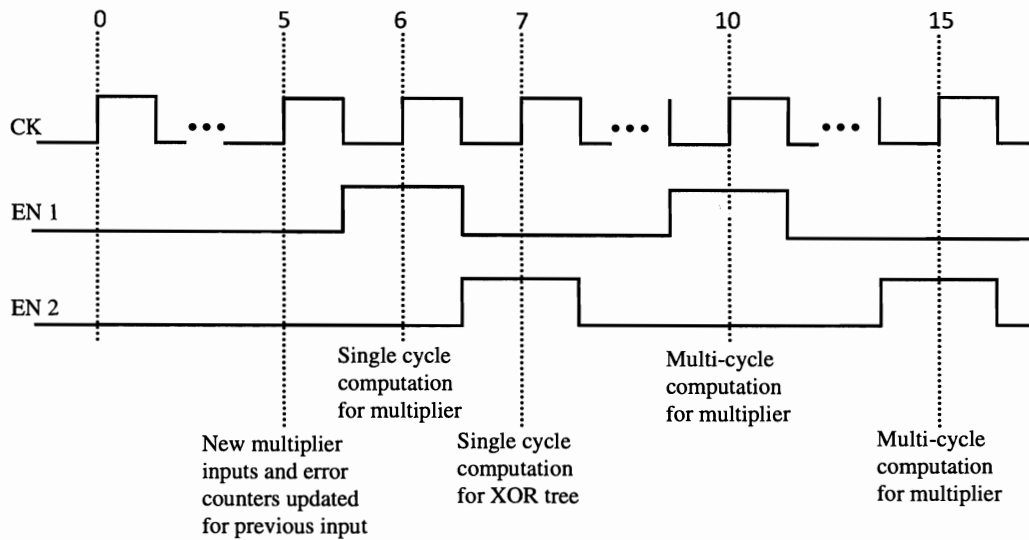 0 5 6 7 10 15
CK
EN 1
EN 2
Single cycle
computation
for multiplier
Multi-cycle
computation
for multiplier
New multiplier
inputs and error
counters updated
for previous input
Single cycle
computation
for XOR tree
Multi-cycle
computation
for multiplier